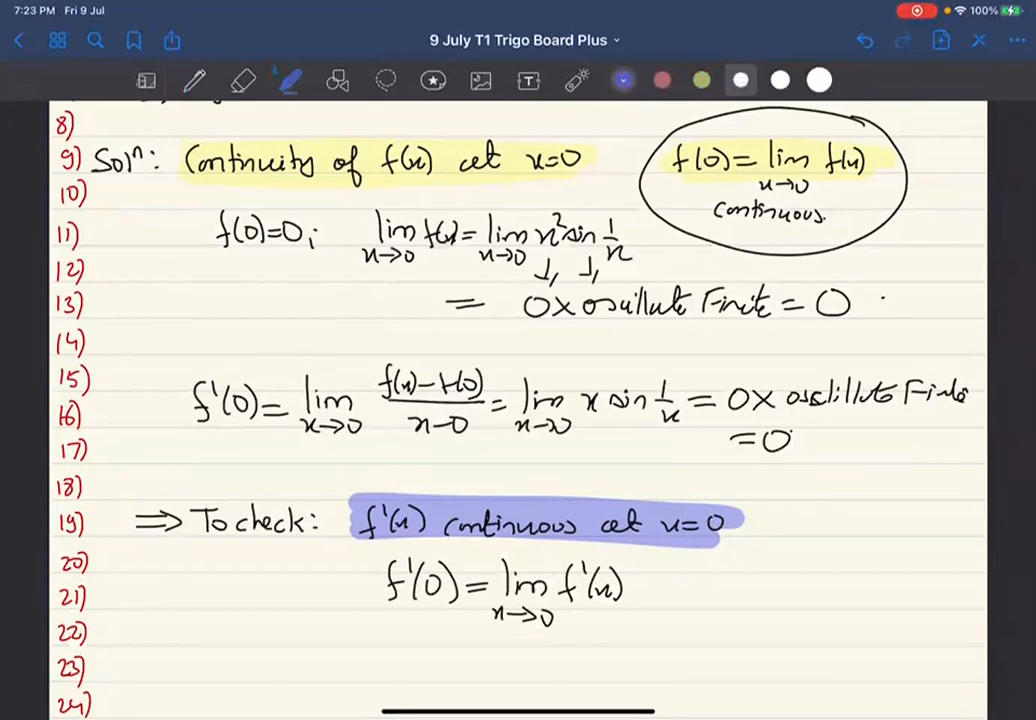 7:23 PM Fri 9 Jul 100%
9 July T1 Trigo Board Plus
8)
9) Solⁿ: Continuity of f(x) at x=0 f(0)=lim f(x)
x→0
10) continuous.
11) f(0)=0; lim f(x)=lim x² sin 1/x
x→0 x→0
12) ↓ ↓
13) = 0x osillate Finite = 0
14)
15) f'(0)=lim f(x)-f(0)/x-0 = lim x sin 1/x = 0x oscillate Finite
16) x→0 x→0
17) =0
18)
19) ⇒ To check: f'(x) continuous at x=0
20)
21) f'(0)=lim f'(x)
x→0
22)
23)
24)